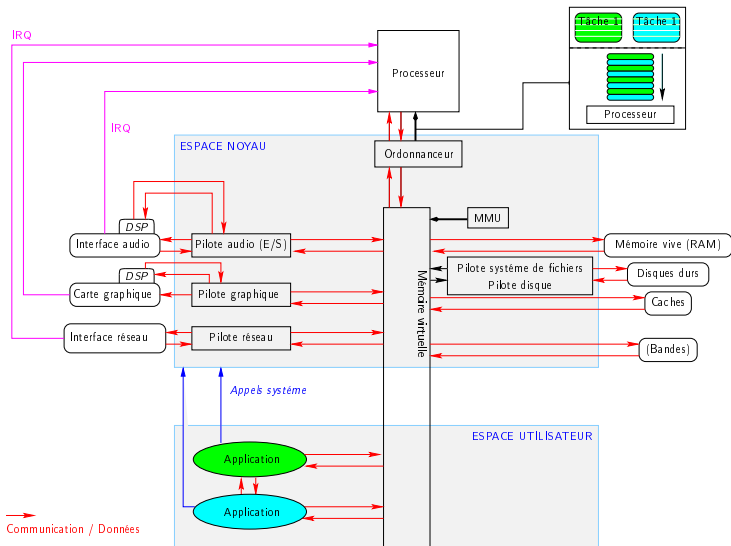 IRQ
Tâche 1
Tâche 1
Processeur
Processeur
IRQ
ESPACE NOYAU
Ordonnanceur
MMU
DSP
Interface audio
Pilote audio (E/S)
Mémoire vive (RAM)
DSP
Carte graphique
Pilote graphique
Mémoire virtuelle
Pilote système de fichiers
Pilote disque
Disques durs
Caches
Interface réseau
Pilote réseau
(Bandes)
Appels systéme
ESPACE UTILISATEUR
Application
Application
Communication / Données